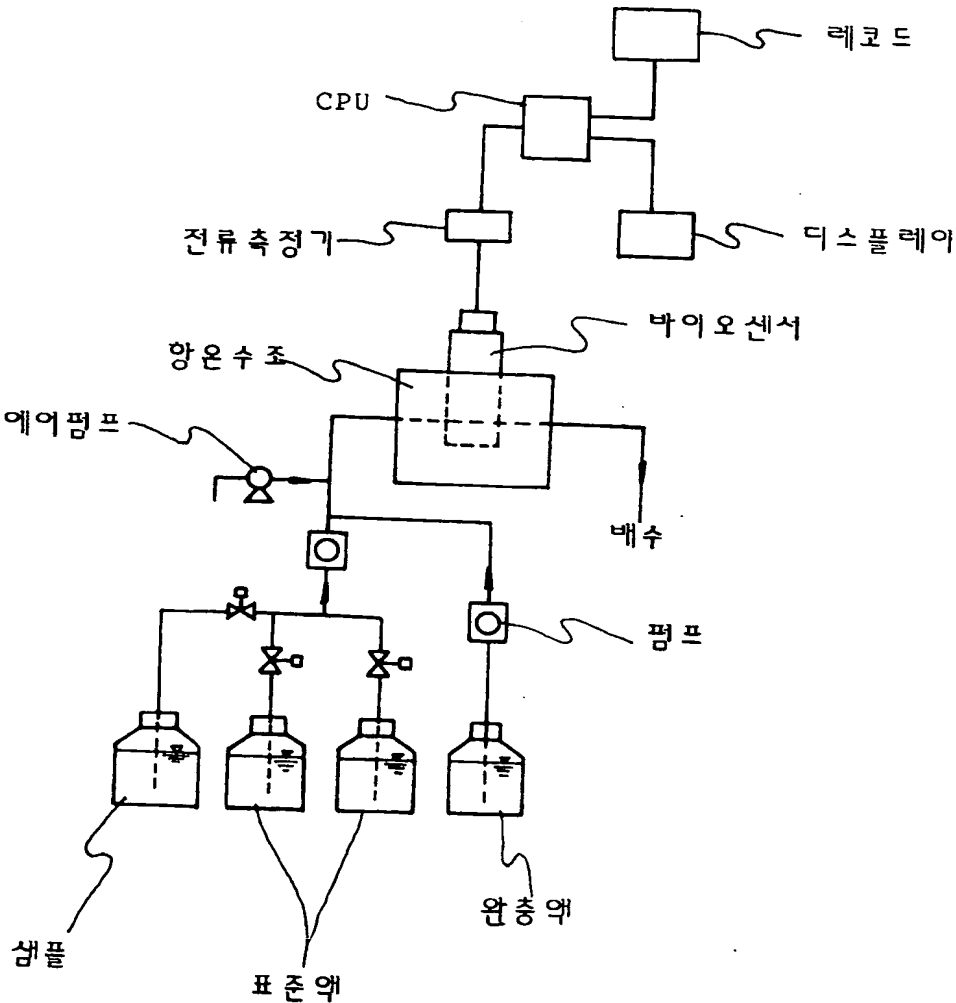 레코드
CPU
전류측정기
디스플레이
바이오센서
항온수조
에어펌프
배수
펌프
완충액
샘플
표준액